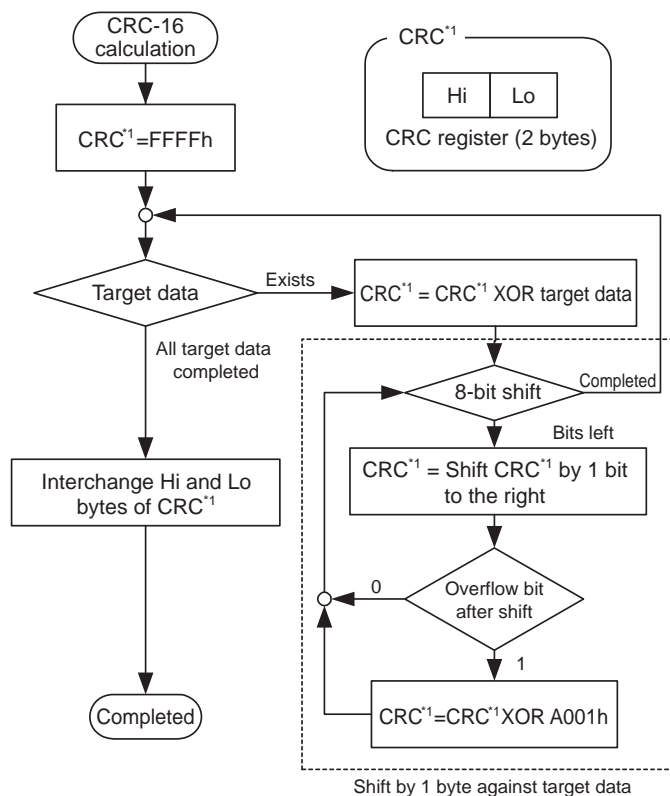 CRC-16
calculation
CRC*1
Hi Lo
CRC register (2 bytes)
CRC*1=FFFFh
Target data
Exists
CRC*1 = CRC*1 XOR target data
All target data
completed
8-bit shift
Completed
Bits left
Interchange Hi and Lo
bytes of CRC*1
CRC*1 = Shift CRC*1 by 1 bit
to the right
0
Overflow bit
after shift
1
Completed
CRC*1=CRC*1XOR A001h
Shift by 1 byte against target data